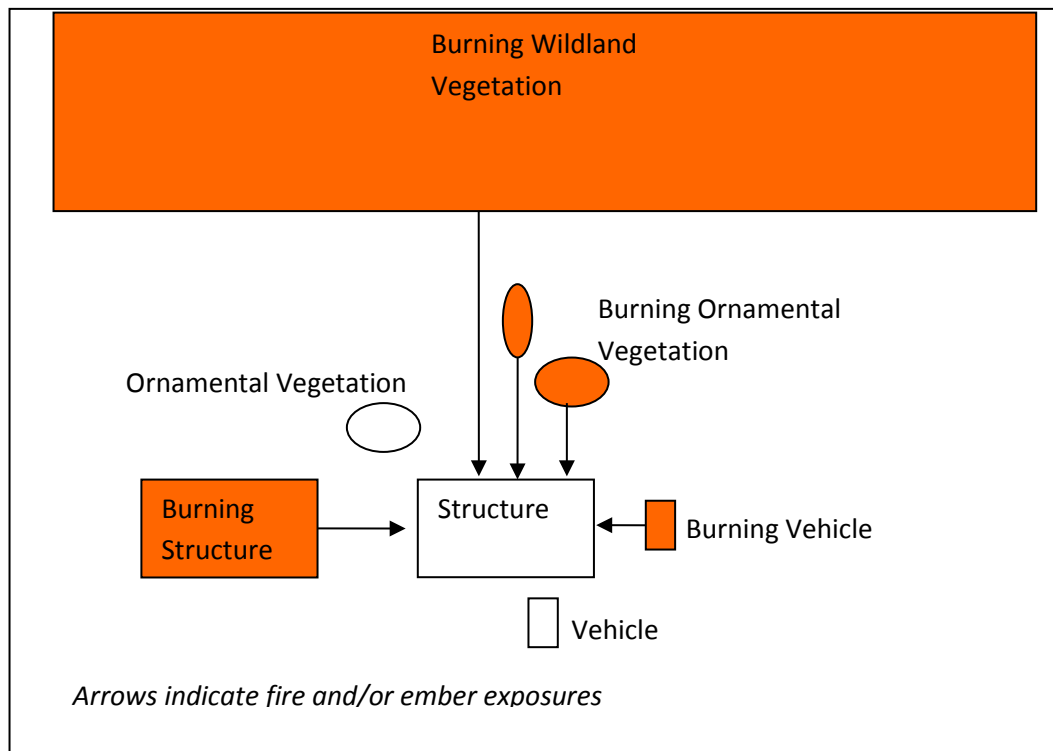 Burning Wildland
Vegetation
Burning Ornamental
Vegetation
Ornamental Vegetation
Burning
Structure
Structure
Burning Vehicle
Vehicle
Arrows indicate fire and/or ember exposures